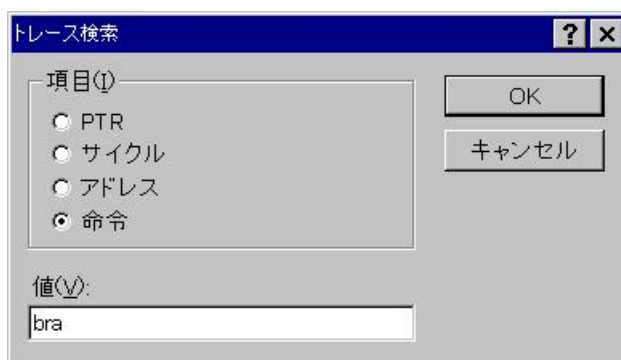 トレース検索
項目(I)
PTR
サイクル
アドレス
命令
OK
キャンセル
値(V):
bra